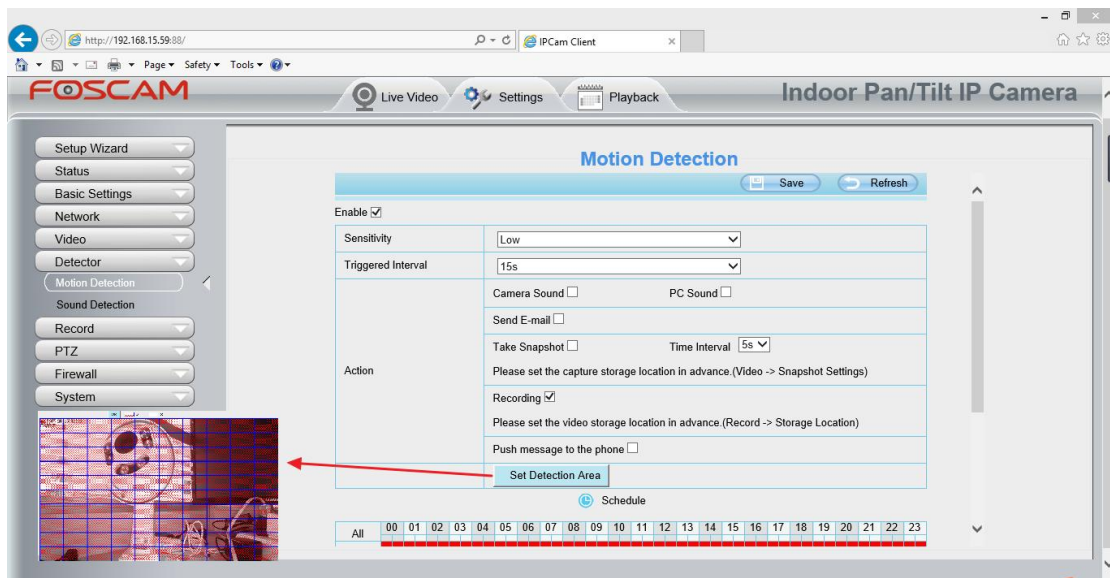 http://192.168.15.59:88/
IPCam Client
Page Safety Tools
FOSCAM
Live Video
Settings
Playback
Indoor Pan/Tilt IP Camera
Setup Wizard
Status
Basic Settings
Network
Video
Detector
Motion Detection
Sound Detection
Record
PTZ
Firewall
System
Motion Detection
Save Refresh
Enable
Sensitivity Low
Triggered Interval 15s
Action
Camera Sound PC Sound
Send E-mail
Take Snapshot Time Interval 5s
Please set the capture storage location in advance.(Video -> Snapshot Settings)
Recording
Please set the video storage location in advance.(Record -> Storage Location)
Push message to the phone
Set Detection Area
Schedule
All 00 01 02 03 04 05 06 07 08 09 10 11 12 13 14 15 16 17 18 19 20 21 22 23